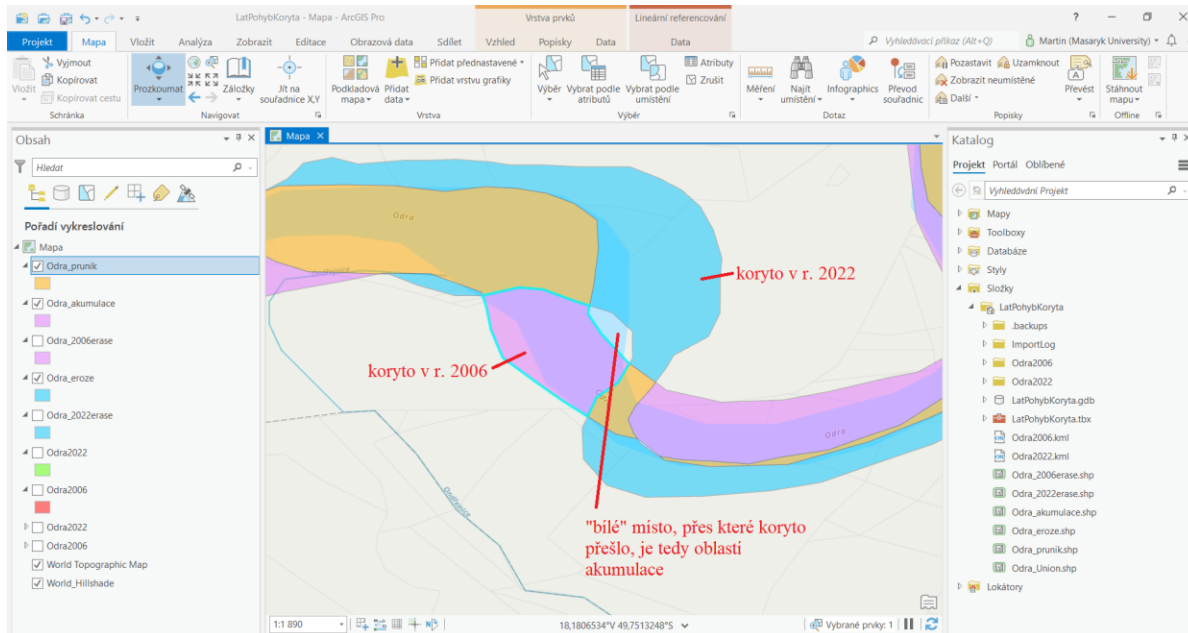 LatPohybKoryta - Mapa - ArcGIS Pro
Vrstva prvků
Lineární referencování
?
Projekt
Mapa
Vložit
Analýza
Zobrazit
Editace
Obrazová data
Sdílet
Vzhled
Popisky
Data
Data
Vyhledávací příkaz (Alt+Q)
Martin (Masaryk University)
Vložit
Vyjmout
Kopírovat
Kopírovat cestu
Schránka
Prozkoumat
Záložky
Jít na souřadnice X,Y
Navigovat
Podkladová mapa
Přidat data
Přidat přednastavené
Přidat vrstvu grafiky
Vrstva
Výběr
Vybrat podle atributů
Vybrat podle umístění
Atributy
Zrušit
Výběr
Měření
Najít umístění
Infographics
Převod souřadnic
Dotaz
Pozastavit
Uzamknout
Zobrazit neumístěné
Další
Převést
Popisky
Stáhnout mapu
Offline
Obsah
Hledat
Pořadí vykreslování
Mapa
Odra_prunik
Odra_akumulace
Odra_2006erase
Odra_eroze
Odra_2022erase
Odra2022
Odra2006
Odra2022
Odra2006
World Topographic Map
World_Hillshade
Mapa
Odra
Ondřejnice
koryto v r. 2022
koryto v r. 2006
Odra
Ondřejnice
"bílé" místo, přes které koryto
přešlo, je tedy oblastí
akumulace
1:1 890
18,1806534°V 49,7513248°S
Vybrané prvky: 1
Katalog
Projekt
Portál
Oblíbené
Vyhledávání Projekt
Mapy
Toolboxy
Databáze
Styly
Složky
LatPohybKoryta
.backups
ImportLog
Odra2006
Odra2022
LatPohybKoryta.gdb
LatPohybKoryta.tbx
Odra2006.kml
Odra2022.kml
Odra_2006erase.shp
Odra_2022erase.shp
Odra_akumulace.shp
Odra_eroze.shp
Odra_prunik.shp
Odra_Union.shp
Lokátory